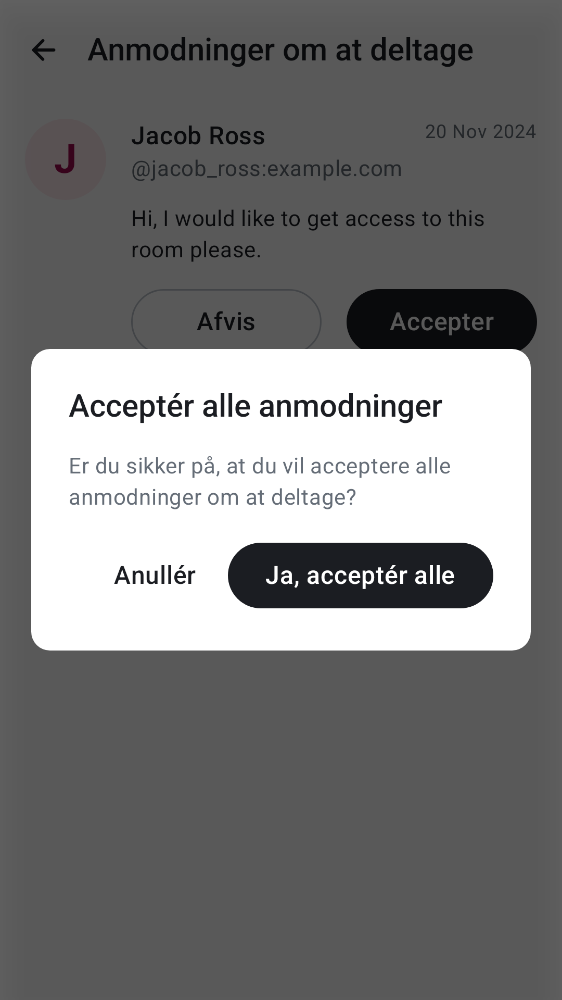 Anmodninger om at deltage
J
Jacob Ross
20 Nov 2024
@jacob_ross:example.com
Hi, I would like to get access to this
room please.
Afvis
Accepter
Acceptér alle anmodninger
Er du sikker på, at du vil acceptere alle
anmodninger om at deltage?
Anullér
Ja, acceptér alle